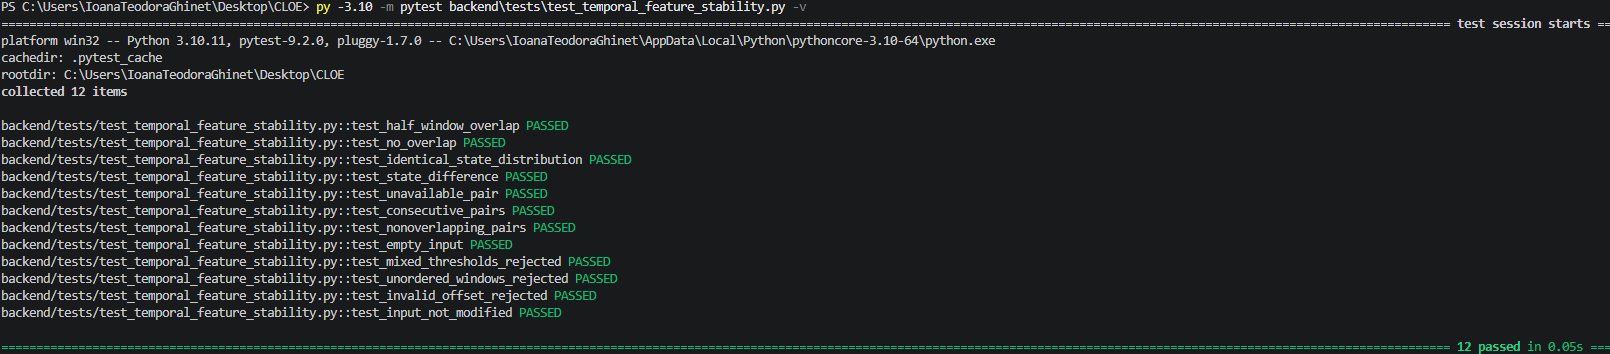 PS C:\Users\IoanaTeodoraGhinet\Desktop\CLOE> py -3.10 -m pytest backend\tests\test_temporal_feature_stability.py -v
============================== test session starts ==
platform win32 -- Python 3.10.11, pytest-9.2.0, pluggy-1.7.0 -- C:\Users\IoanaTeodoraGhinet\AppData\Local\Python\pythoncore-3.10-64\python.exe
cachedir: .pytest_cache
rootdir: C:\Users\IoanaTeodoraGhinet\Desktop\CLOE
collected 12 items
backend/tests/test_temporal_feature_stability.py::test_half_window_overlap PASSED
backend/tests/test_temporal_feature_stability.py::test_no_overlap PASSED
backend/tests/test_temporal_feature_stability.py::test_identical_state_distribution PASSED
backend/tests/test_temporal_feature_stability.py::test_state_difference PASSED
backend/tests/test_temporal_feature_stability.py::test_unavailable_pair PASSED
backend/tests/test_temporal_feature_stability.py::test_consecutive_pairs PASSED
backend/tests/test_temporal_feature_stability.py::test_nonoverlapping_pairs PASSED
backend/tests/test_temporal_feature_stability.py::test_empty_input PASSED
backend/tests/test_temporal_feature_stability.py::test_mixed_thresholds_rejected PASSED
backend/tests/test_temporal_feature_stability.py::test_unordered_windows_rejected PASSED
backend/tests/test_temporal_feature_stability.py::test_invalid_offset_rejected PASSED
backend/tests/test_temporal_feature_stability.py::test_input_not_modified PASSED
============================== 12 passed in 0.05s ===